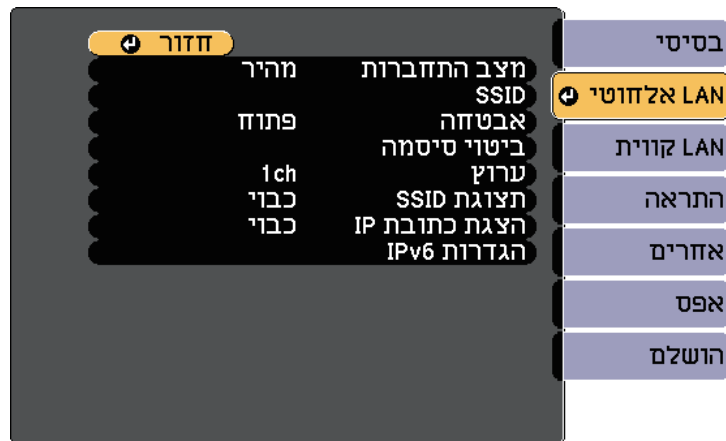 חזור
מצב התחברות מהיר
SSID
אבטחה פתוח
ביטוי סיסמה
ערוץ 1ch
תצוגת SSID כבוי
הצגת כתובת IP כבוי
הגדרות IPv6
בסיסי
LAN אלחוטי
LAN קווית
התראה
אחרים
אפס
הושלם